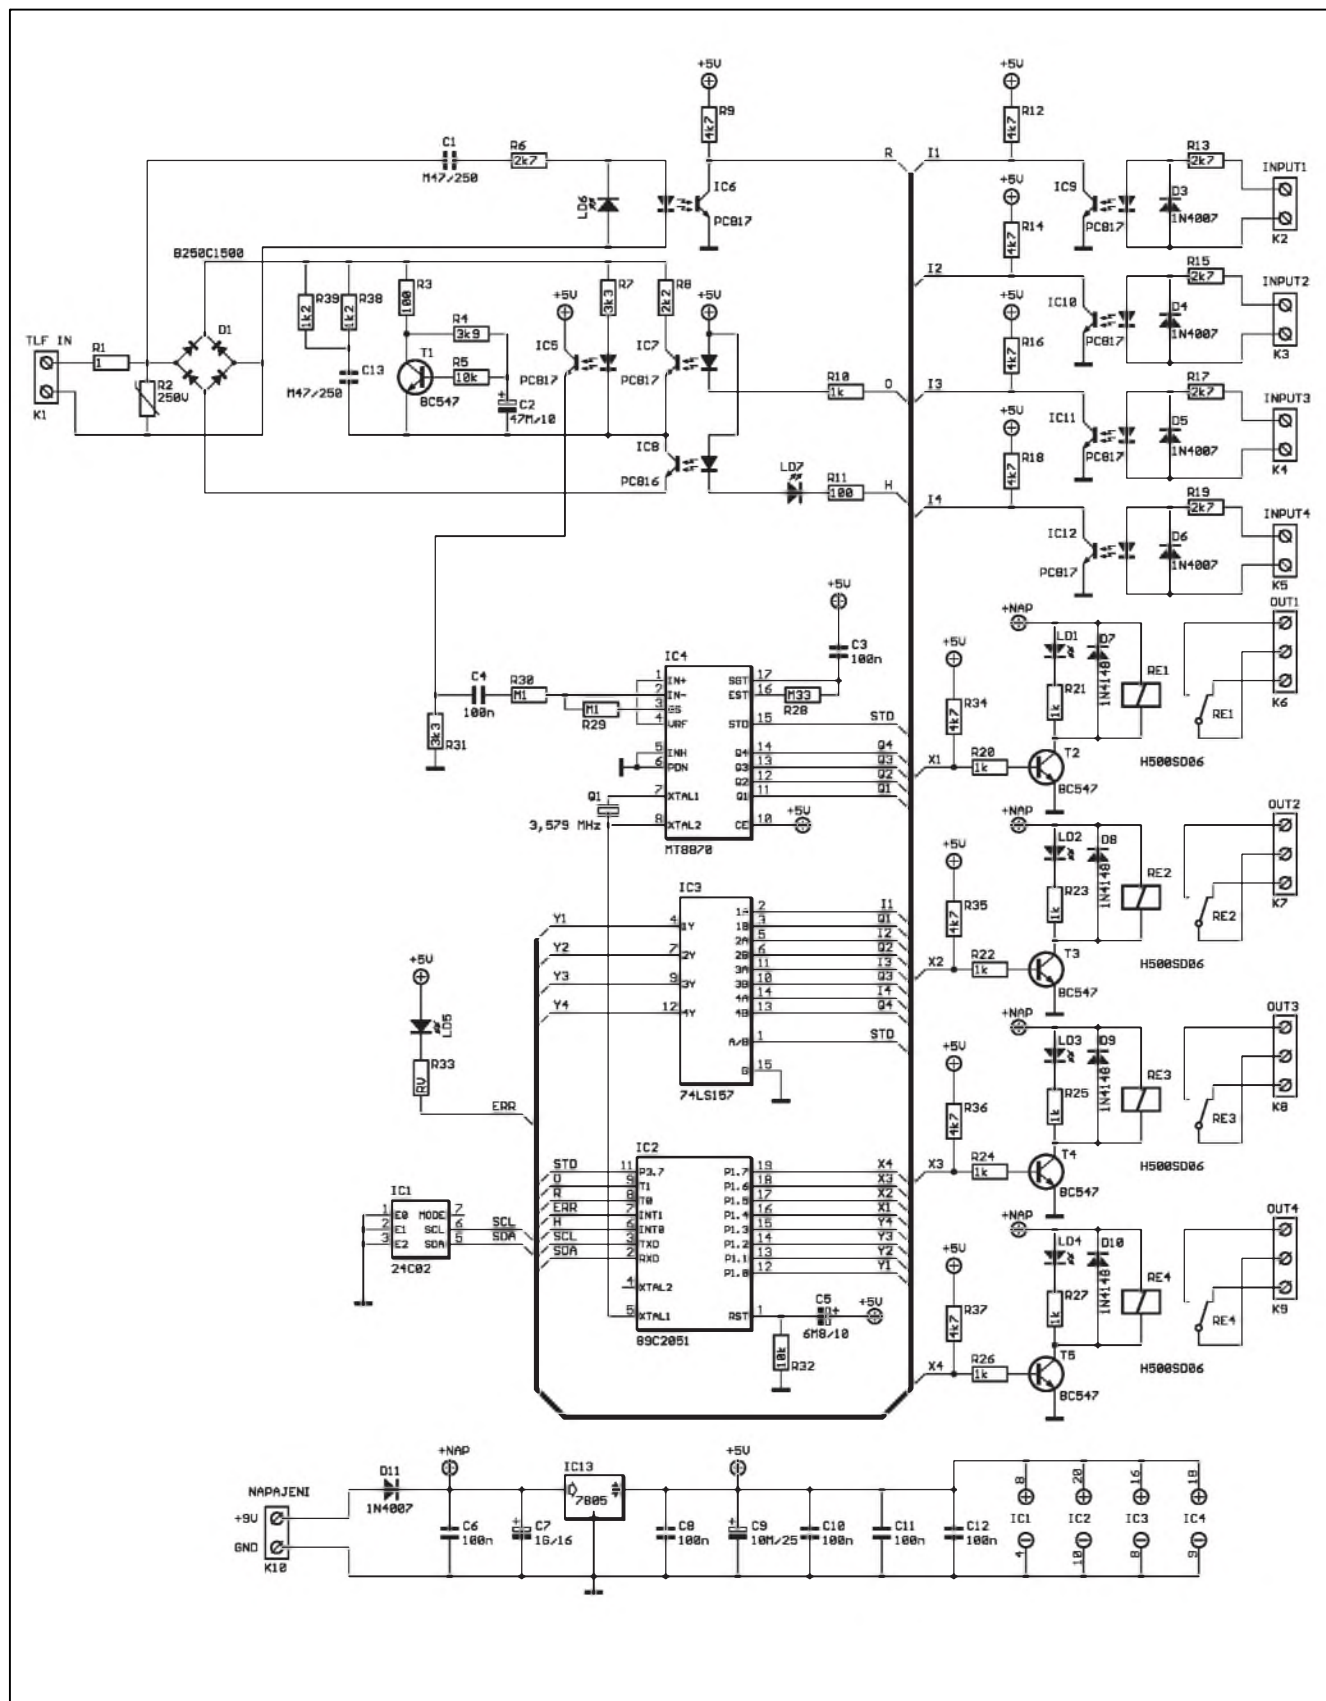 +5V
R9
4k7
+5V
R12
4k7
C1
M47/250
R6
2k7
R
I1
R13
2k7
INPUT1
K2
LD6
IC6
PC817
IC9
PC817
D3
1N4007
+5V
R14
4k7
B250C1500
R39
1k2
R38
1k2
R3
100
R7
3k3
R8
2k2
+5V
+5V
I2
R15
2k7
INPUT2
K3
IC10
PC817
D4
1N4007
+5V
R16
4k7
TLF IN
K1
R1
1
D1
R2
250V
R4
3k9
T1
BC547
R5
10k
C13
M47/250
C2
+
47M/10
IC5
PC817
IC7
PC817
R10
1k
O
I3
R17
2k7
INPUT3
K4
IC11
PC817
D5
1N4007
+5V
R18
4k7
IC8
PC816
LD7
R11
100
H
I4
R19
2k7
INPUT4
K5
IC12
PC817
D6
1N4007
+5V
C3
100n
IC4
1 IN+
2 IN-
3 GS
4 VRF
5 INH
6 PDN
7 XTAL1
8 XTAL2
SGT 17
EST 16
STD 15
Q4 14
Q3 13
Q2 12
Q1 11
CE 10
+5V
MT8870
C4
100n
R30
M1
M1
R29
M33
R28
R31
3k3
Q1
3,579 MHz
STD
Q4
Q3
Q2
Q1
+NAP
+5V
R34
4k7
X1
R20
1k
LD1
R21
1k
D7
1N4148
RE1
T2
BC547
H500SD06
OUT1
K6
RE1
+NAP
+5V
R35
4k7
X2
R22
1k
LD2
R23
1k
D8
1N4148
RE2
T3
BC547
H500SD06
OUT2
K7
RE2
IC3
Y1 4 1Y
Y2 7 2Y
Y3 9 3Y
Y4 12 4Y
1A 2 I1
1B 3 Q1
2A 5 I2
2B 6 Q2
3A 11 I3
3B 10 Q3
4A 14 I4
4B 13 Q4
A/B 1 STD
G 15
74LS157
+5V
LD5
R33
RV
ERR
+NAP
+5V
R36
4k7
X3
R24
1k
LD3
R25
1k
D9
1N4148
RE3
T4
BC547
H500SD06
OUT3
K8
RE3
IC2
STD 11 P3.7
O 9 T1
R 8 T0
ERR 7 INT1
H 6 INT0
SCL 3 TXD
SDA 2 RXD
4 XTAL2
5 XTAL1
P1.7 19 X4
P1.6 18 X3
P1.5 17 X2
P1.4 16 X1
P1.3 15 Y4
P1.2 14 Y3
P1.1 13 Y2
P1.0 12 Y1
RST 1
89C2051
C5
+
6M8/10
+5V
10k
R32
IC1
1 E0
2 E1
3 E2
MODE 7
SCL 6 SCL
SDA 5 SDA
24C02
+NAP
+5V
R37
4k7
X4
R26
1k
LD4
R27
1k
D10
1N4148
RE4
T5
BC547
H500SD06
OUT4
K9
RE4
NAPAJENI
+9V
GND
K10
D11
1N4007
+NAP
C6
100n
+
C7
1G/16
IC13
7805
C8
100n
+5V
+
C9
10M/25
C10
100n
C11
100n
C12
100n
8
IC1
4
20
IC2
10
16
IC3
8
18
IC4
9